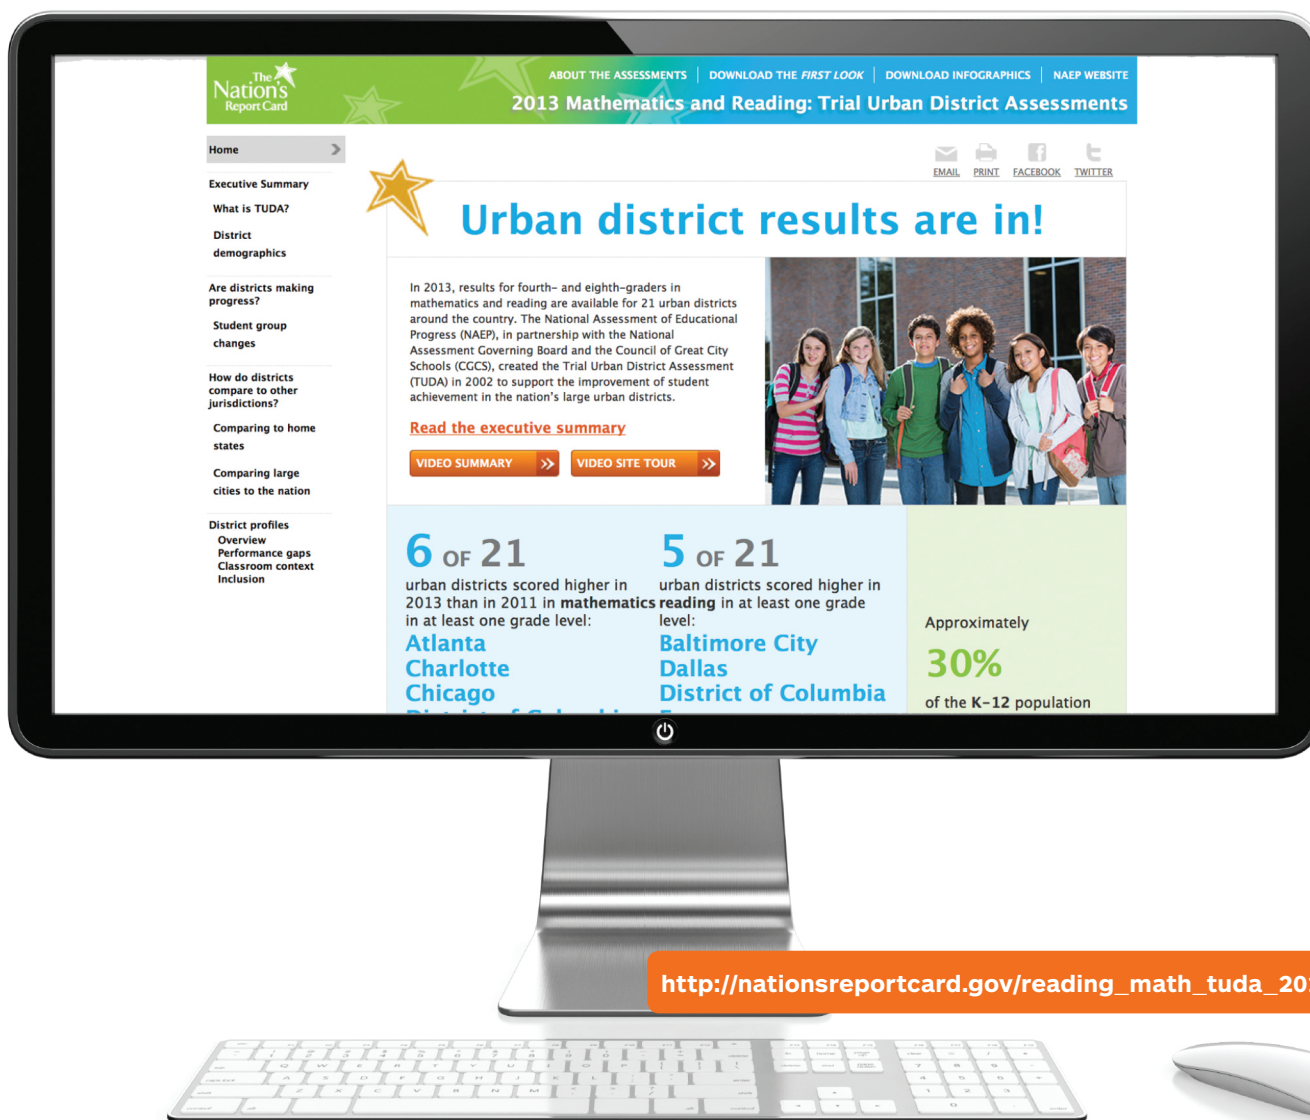 The
Nation's
Report Card
ABOUT THE ASSESSMENTS | DOWNLOAD THE FIRST LOOK | DOWNLOAD INFOGRAPHICS | NAEP WEBSITE
2013 Mathematics and Reading: Trial Urban District Assessments
Home
Executive Summary
What is TUDA?
District
demographics
Are districts making
progress?
Student group
changes
How do districts
compare to other
jurisdictions?
Comparing to home
states
Comparing large
cities to the nation
District profiles
Overview
Performance gaps
Classroom context
Inclusion
EMAIL PRINT FACEBOOK TWITTER
Urban district results are in!
In 2013, results for fourth- and eighth-graders in
mathematics and reading are available for 21 urban districts
around the country. The National Assessment of Educational
Progress (NAEP), in partnership with the National
Assessment Governing Board and the Council of Great City
Schools (CGCS), created the Trial Urban District Assessment
(TUDA) in 2002 to support the improvement of student
achievement in the nation's large urban districts.
Read the executive summary
VIDEO SUMMARY >> VIDEO SITE TOUR >>
6 OF 21
urban districts scored higher in
2013 than in 2011 in mathematics
in at least one grade level:
Atlanta
Charlotte
Chicago
5 OF 21
urban districts scored higher in
reading in at least one grade
level:
Baltimore City
Dallas
District of Columbia
Approximately
30%
of the K-12 population
http://nationsreportcard.gov/reading_math_tuda_20